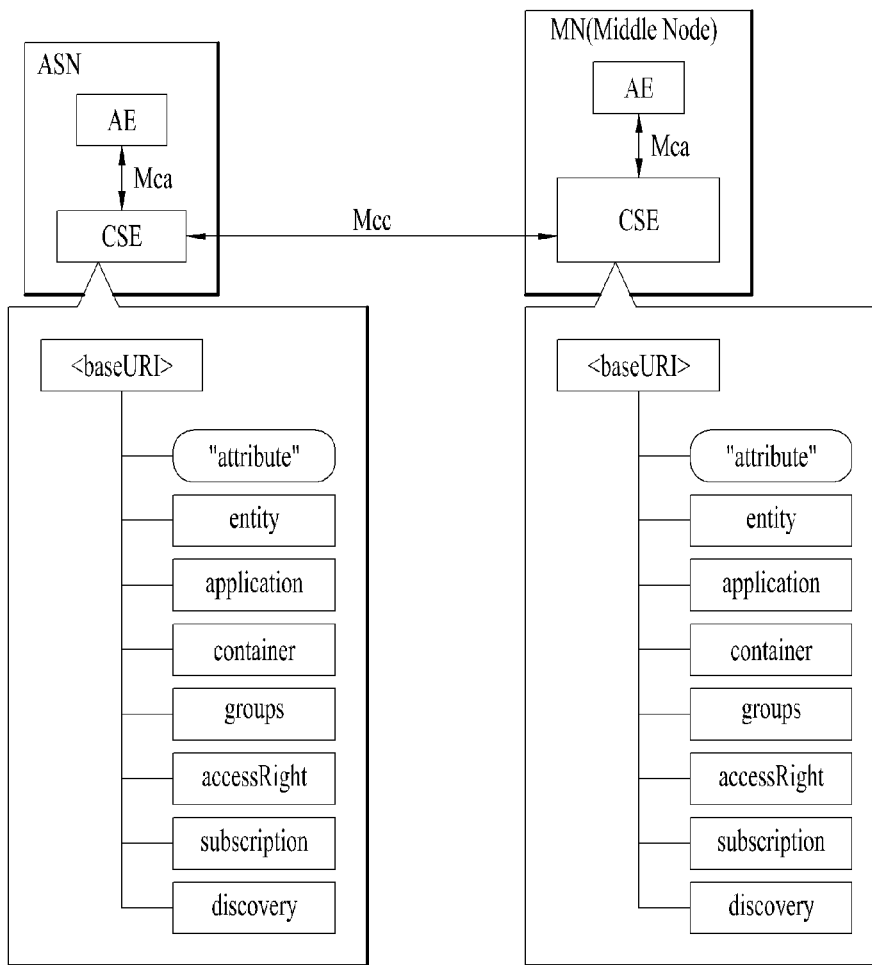 ASN
AE
Mca
CSE
Mcc
MN(Middle Node)
AE
Mca
CSE
<baseURI>
"attribute"
entity
application
container
groups
accessRight
subscription
discovery
<baseURI>
"attribute"
entity
application
container
groups
accessRight
subscription
discovery